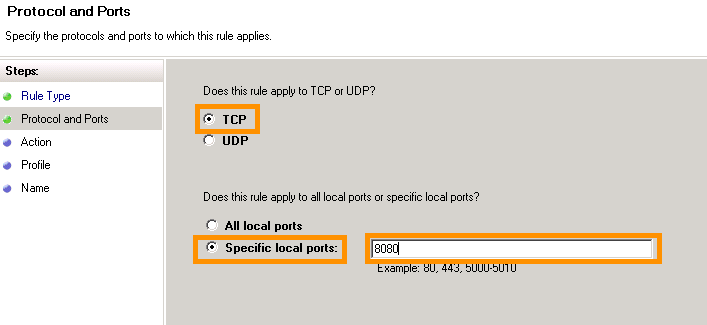 Protocol and Ports
Specify the protocols and ports to which this rule applies.
Steps:
Rule Type
Protocol and Ports
Action
Profile
Name
Does this rule apply to TCP or UDP?
TCP
UDP
Does this rule apply to all local ports or specific local ports?
All local ports
Specific local ports:
8080
Example: 80, 443, 5000-5010